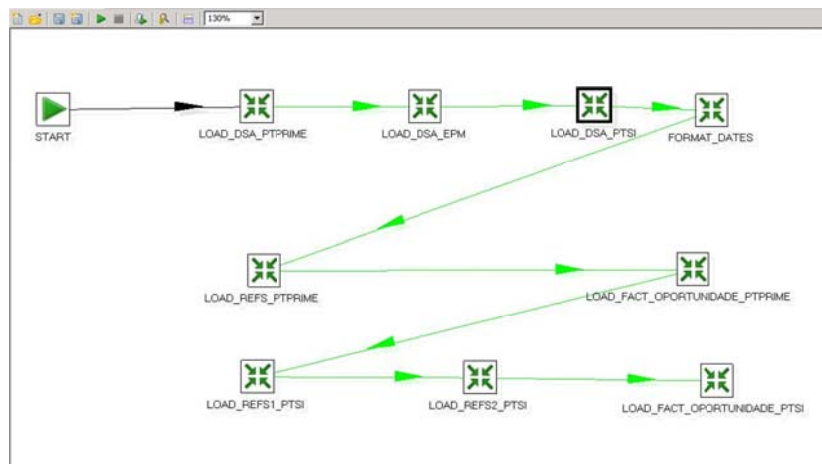 130%
START
LOAD_DSA_PTPRIME
LOAD_DSA_EPM
LOAD_DSA_PTSI
FORMAT_DATES
LOAD_REFS_PTPRIME
LOAD_FACT_OPORTUNIDADE_PTPRIME
LOAD_REFS1_PTSI
LOAD_REFS2_PTSI
LOAD_FACT_OPORTUNIDADE_PTSI